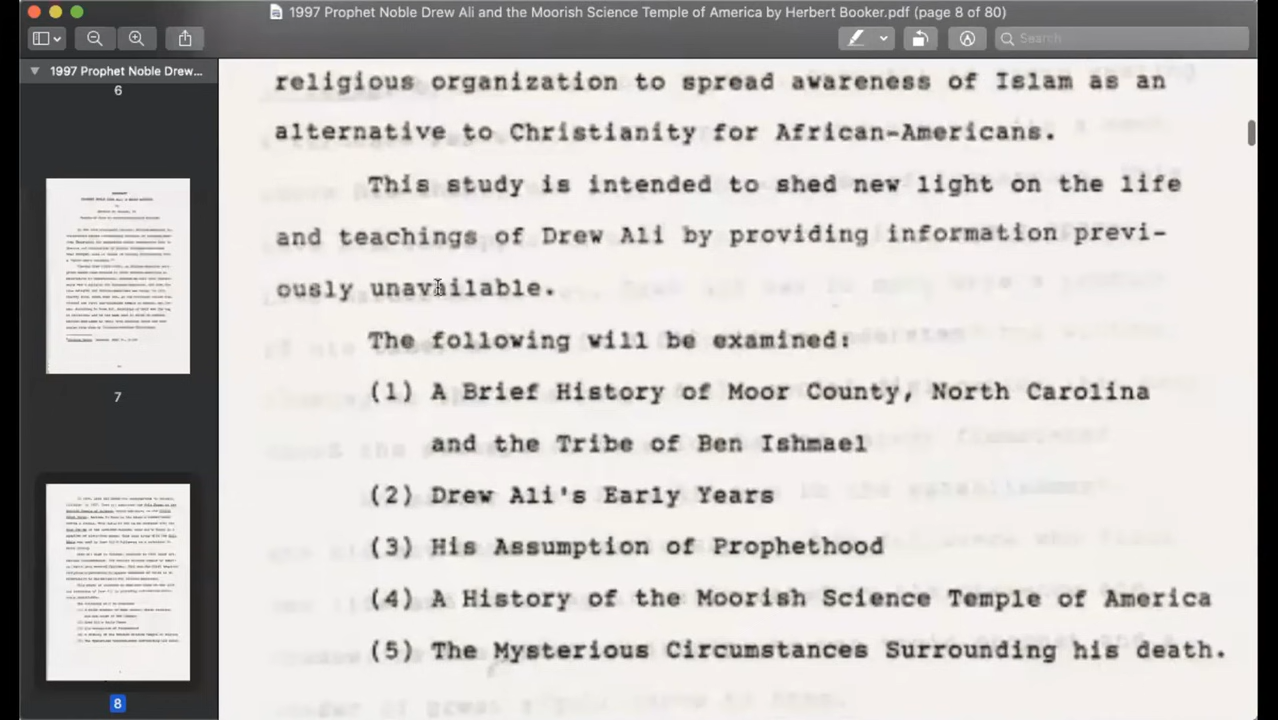 1997 Prophet Noble Drew Ali and the Moorish Science Temple of America by Herbert Booker.pdf (page 8 of 80)
Search
1997 Prophet Noble Drew...
6
7
8
religious organization to spread awareness of Islam as an
alternative to Christianity for African-Americans.
This study is intended to shed new light on the life
and teachings of Drew Ali by providing information previ-
ously unavailable.
The following will be examined:
(1) A Brief History of Moor County, North Carolina
and the Tribe of Ben Ishmael
(2) Drew Ali's Early Years
(3) His Assumption of Prophethood
(4) A History of the Moorish Science Temple of America
(5) The Mysterious Circumstances Surrounding his death.